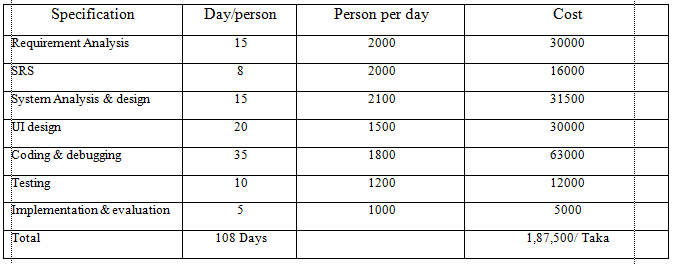 Specification Day/person Person per day Cost
Requirement Analysis 15 2000 30000
SRS 8 2000 16000
System Analysis & design 15 2100 31500
UI design 20 1500 30000
Coding & debugging 35 1800 63000
Testing 10 1200 12000
Implementation & evaluation 5 1000 5000
Total 108 Days 1,87,500/ Taka